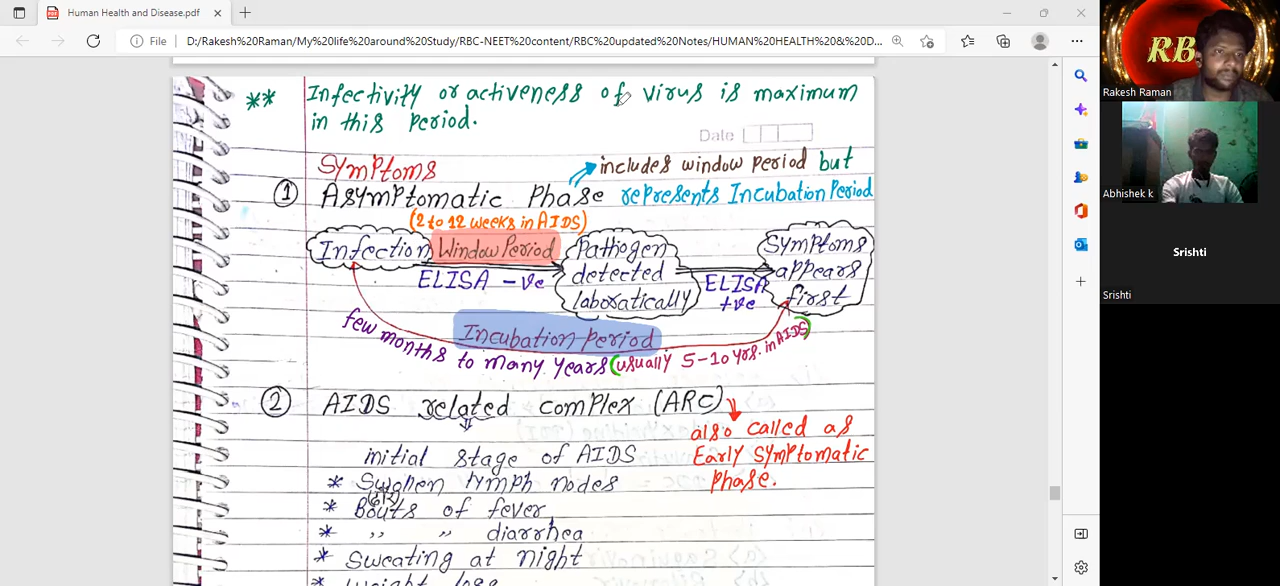 Human Health and Disease.pdf
File
D:/Rakesh%20Raman/My%20life%20around%20Study/RBC-NEET%20content/RBC%20updated%20Notes/HUMAN%20HEALTH%20&%20D...
RB
Rakesh Raman
Abhishek k
Srishti
Srishti
** Infectivity or activeness of virus is maximum
in this period.
Date
Symptoms
includes window period but
① Asymptomatic Phase represents Incubation Period
(2 to 12 weeks in AIDS)
Infection Window Period Pathogen detected laboratically Symptoms appears first
ELISA -ve
ELISA +ve
Incubation period
few months to many years (usually 5-10 yrs. in AIDS)
② AIDS related complex (ARC)
also called as
Early symptomatic
phase.
initial stage of AIDS
* Swollen lymph nodes
* Bouts of fever
* ,, ,, diarrhea
* Sweating at night
* weight loss